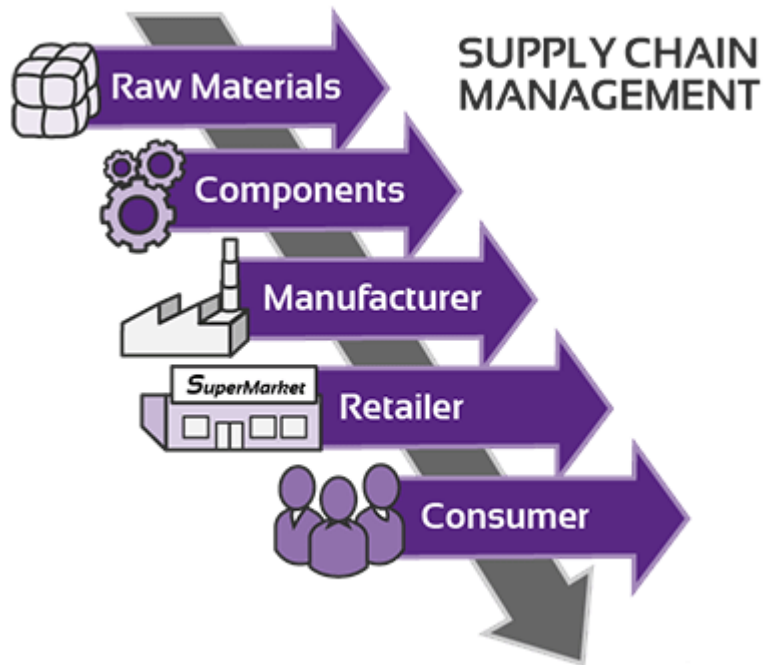 SUPPLY CHAIN
MANAGEMENT
Raw Materials
Components
Manufacturer
SuperMarket
Retailer
Consumer